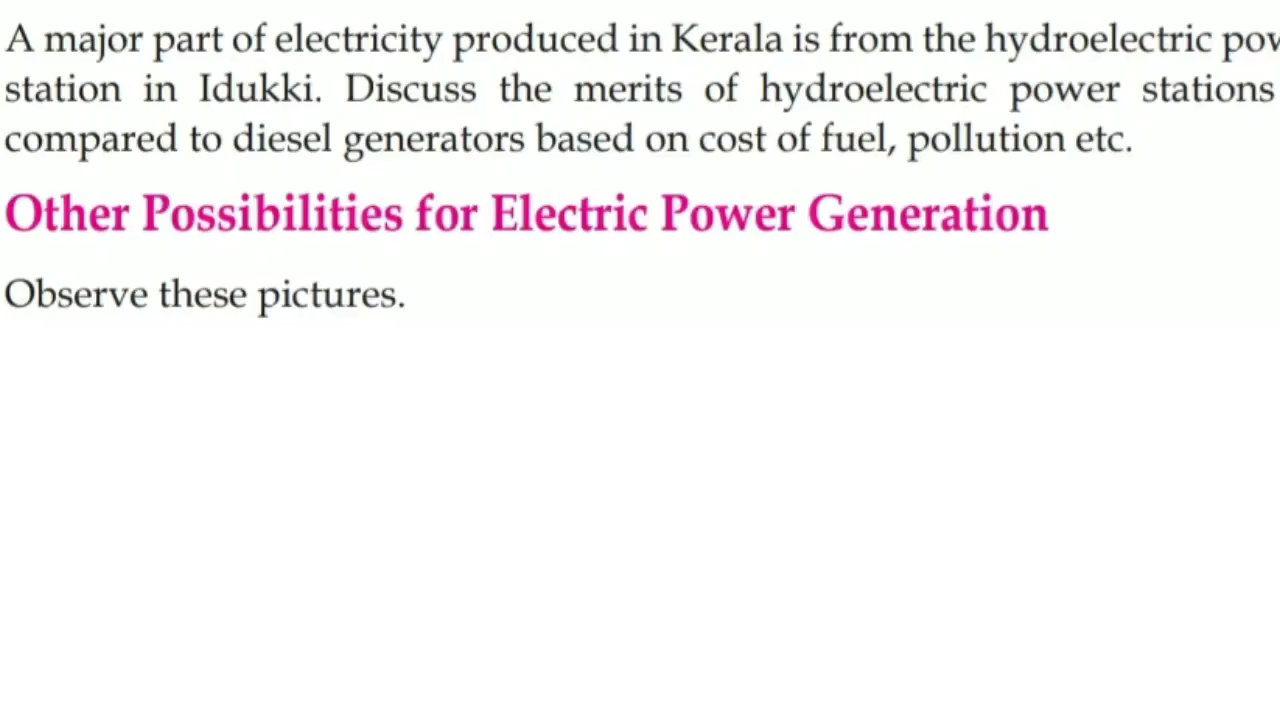 A major part of electricity produced in Kerala is from the hydroelectric
station in Idukki. Discuss the merits of hydroelectric power stations
compared to diesel generators based on cost of fuel, pollution etc.
Other Possibilities for Electric Power Generation
Observe these pictures.